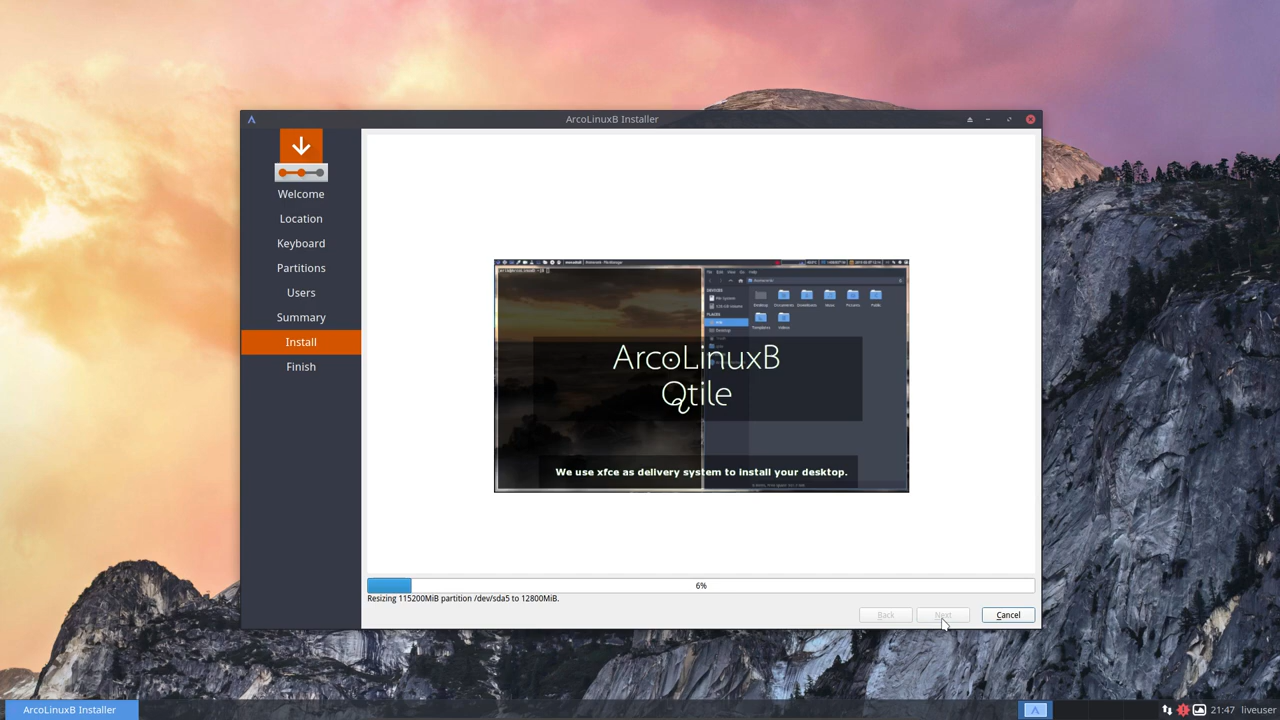 ArcoLinuxB Installer
Welcome
Location
Keyboard
Partitions
Users
Summary
Install
Finish
ArcoLinuxB
Qtile
We use xfce as delivery system to install your desktop.
6%
Resizing 115200MiB partition /dev/sda5 to 12800MiB.
Back
Next
Cancel
ArcoLinuxB Installer
21:47 liveuser